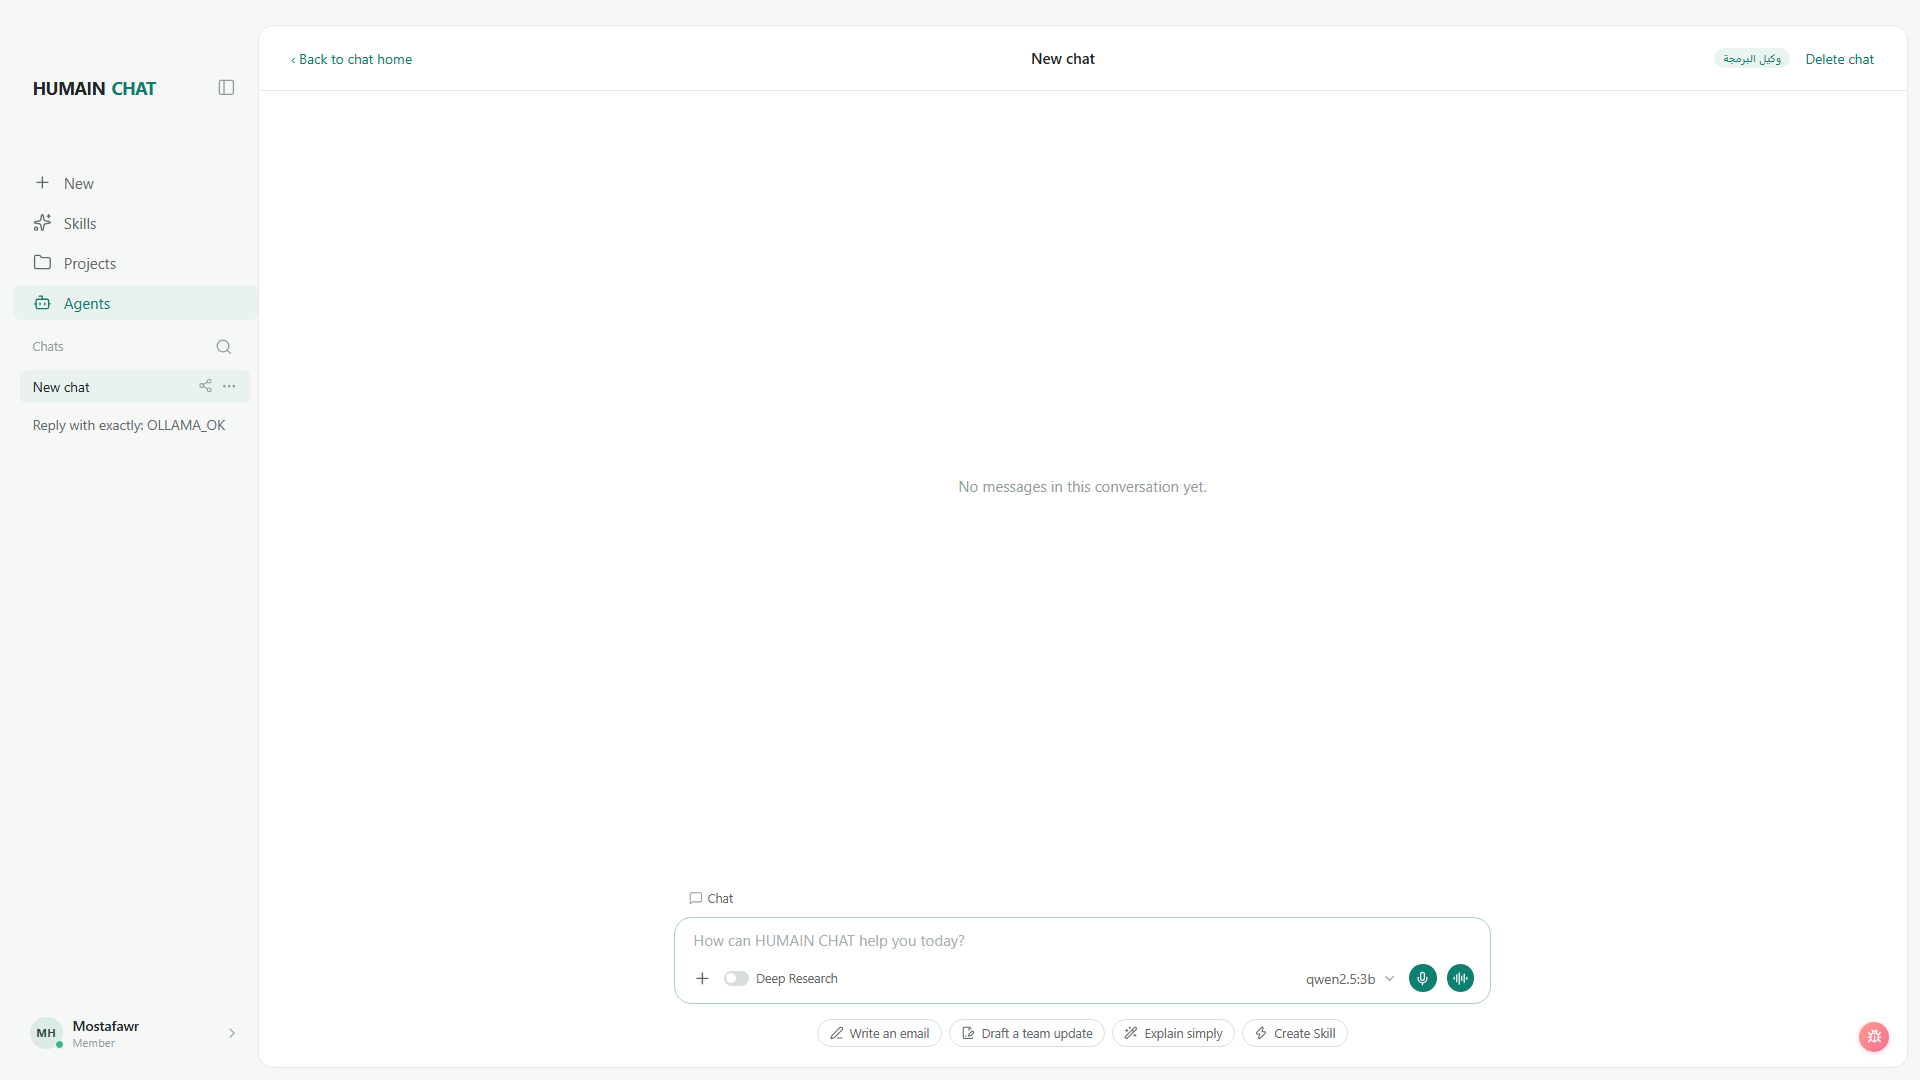 HUMAIN CHAT
New
Skills
Projects
Agents
Chats
New chat
Reply with exactly: OLLAMA_OK
MH
Mostafawr
Member
‹ Back to chat home
New chat
وكيل البرمجة
Delete chat
No messages in this conversation yet.
Chat
How can HUMAIN CHAT help you today?
Deep Research
qwen2.5:3b
Write an email
Draft a team update
Explain simply
Create Skill